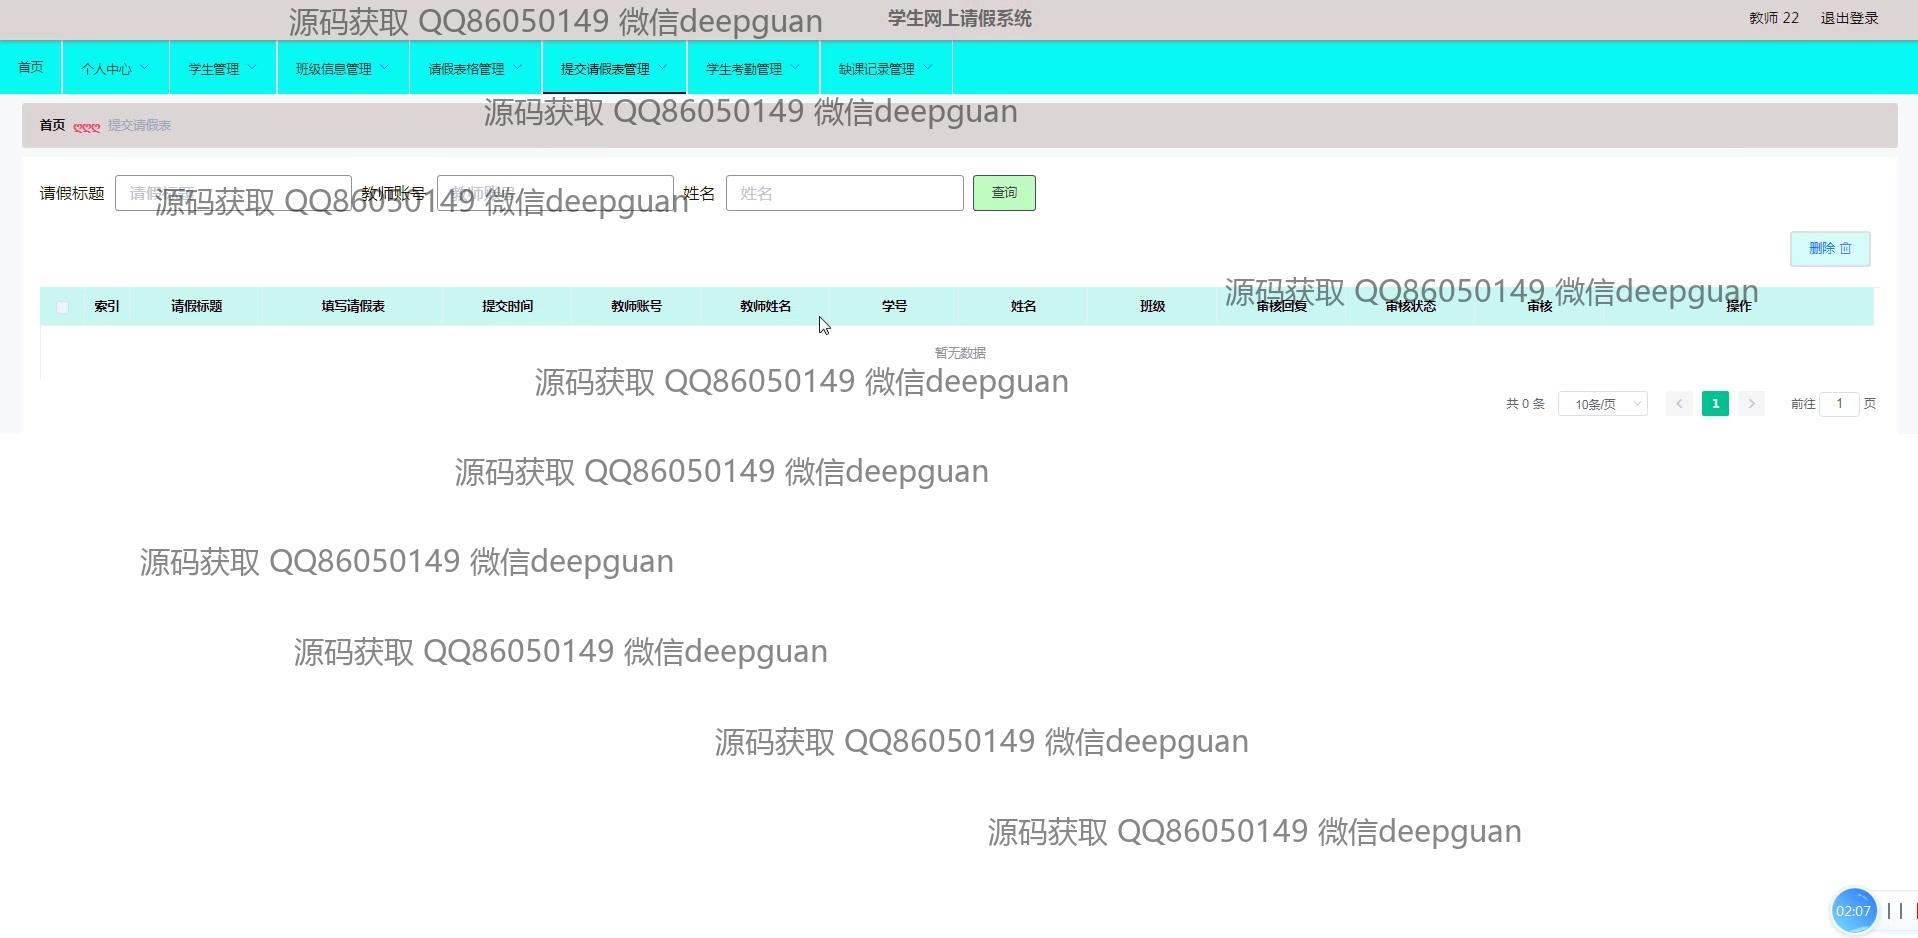 源码获取 QQ86050149 微信deepguan
学生网上请假系统
教师 22 退出登录
首页 个人中心 学生管理 班级信息管理 请假表格管理 提交请假表管理 学生考勤管理 缺课记录管理
源码获取 QQ86050149 微信deepguan
首页 ღღღ 提交请假表
请假标题 请假标题 教师账号 教师账号 姓名 姓名 查询
源码获取 QQ86050149 微信deepguan
删除
源码获取 QQ86050149 微信deepguan
索引 请假标题 填写请假表 提交时间 教师账号 教师姓名 学号 姓名 班级 审核回复 审核状态 审核 操作
暂无数据
源码获取 QQ86050149 微信deepguan
共 0 条 10条/页 1 前往 1 页
源码获取 QQ86050149 微信deepguan
源码获取 QQ86050149 微信deepguan
源码获取 QQ86050149 微信deepguan
源码获取 QQ86050149 微信deepguan
源码获取 QQ86050149 微信deepguan
02:07